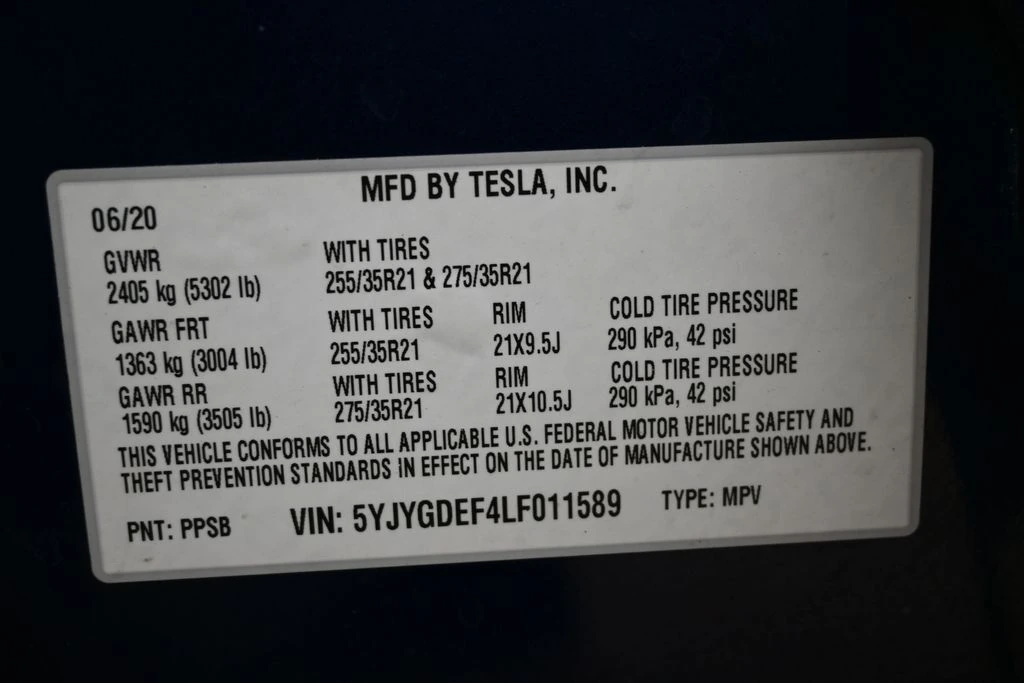 MFD BY TESLA, INC.
06/20
GVWR WITH TIRES
2405 kg (5302 lb) 255/35R21 & 275/35R21
GAWR FRT WITH TIRES RIM COLD TIRE PRESSURE
1363 kg (3004 lb) 255/35R21 21X9.5J 290 kPa, 42 psi
GAWR RR WITH TIRES RIM COLD TIRE PRESSURE
1590 kg (3505 lb) 275/35R21 21X10.5J 290 kPa, 42 psi
THIS VEHICLE CONFORMS TO ALL APPLICABLE U.S. FEDERAL MOTOR VEHICLE SAFETY AND
THEFT PREVENTION STANDARDS IN EFFECT ON THE DATE OF MANUFACTURE SHOWN ABOVE.
PNT: PPSB VIN: 5YJYGDEF4LF011589 TYPE: MPV